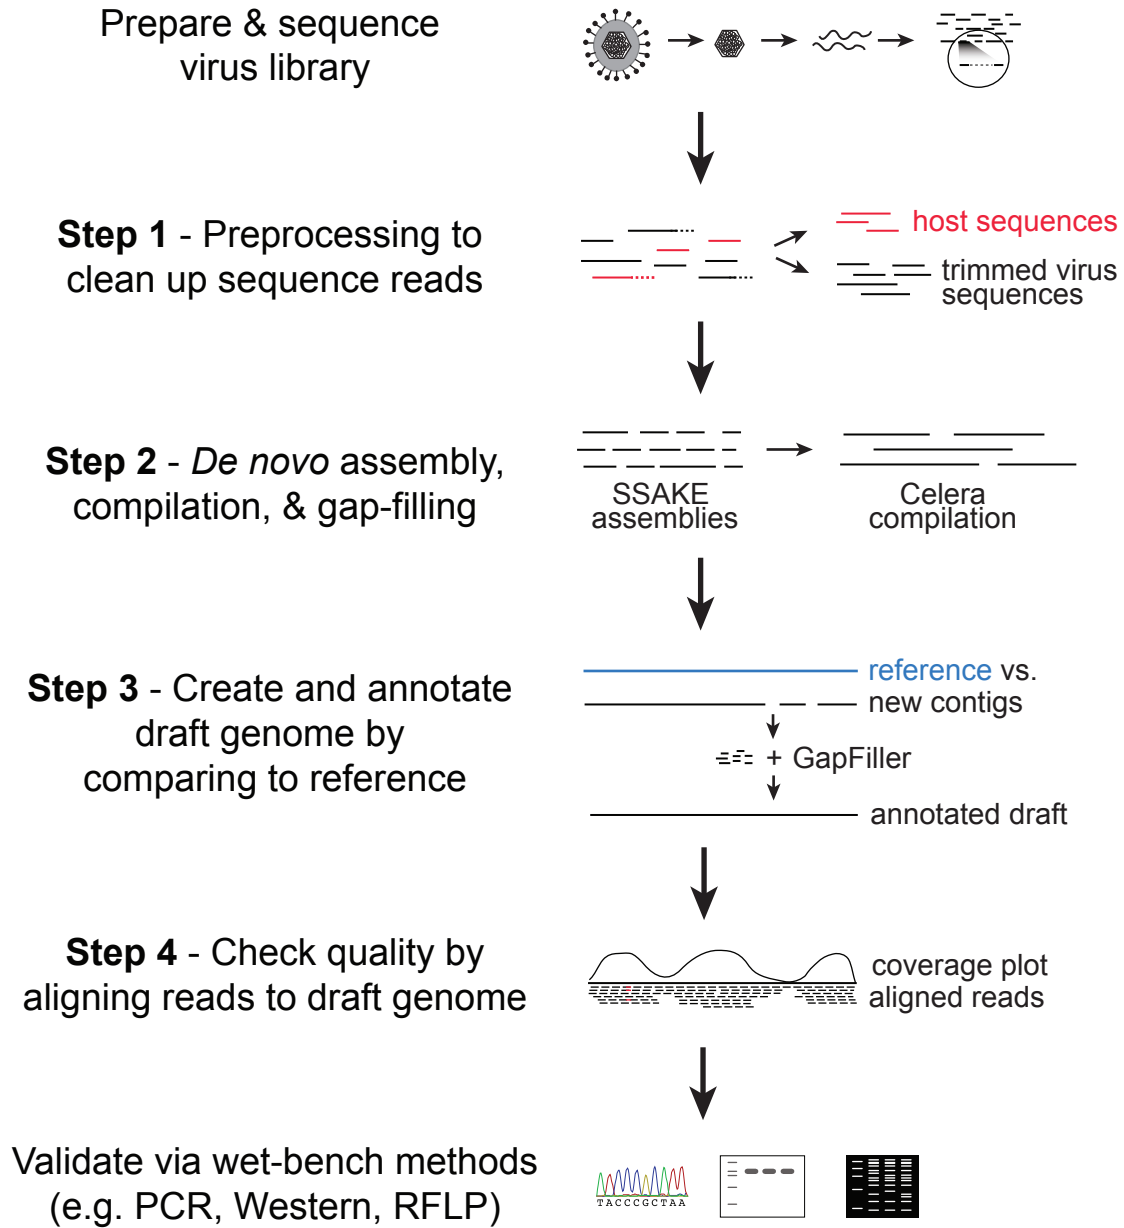 Prepare & sequence
virus library
Step 1 - Preprocessing to
clean up sequence reads
host sequences
trimmed virus
sequences
Step 2 - De novo assembly,
compilation, & gap-filling
SSAKE
assemblies
Celera
compilation
Step 3 - Create and annotate
draft genome by
comparing to reference
reference vs.
new contigs
+ GapFiller
annotated draft
Step 4 - Check quality by
aligning reads to draft genome
coverage plot
aligned reads
Validate via wet-bench methods
(e.g. PCR, Western, RFLP)
TACCCGCTAA